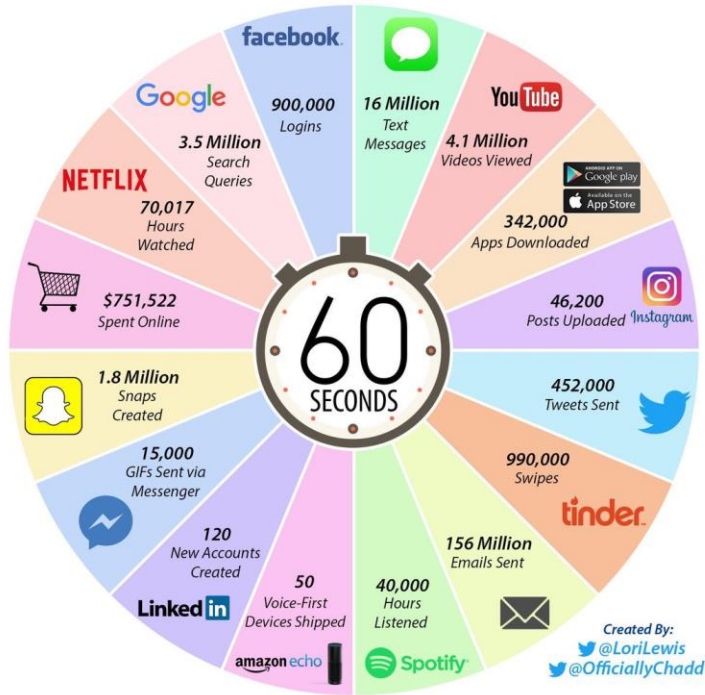 facebook
900,000
Logins
16 Million
Text
Messages
YouTube
4.1 Million
Videos Viewed
ANDROID APP ON
Google play
Available on the
App Store
342,000
Apps Downloaded
46,200
Posts Uploaded
Instagram
452,000
Tweets Sent
990,000
Swipes
tinder
156 Million
Emails Sent
40,000
Hours
Listened
Spotify
50
Voice-First
Devices Shipped
amazon echo
120
New Accounts
Created
Linked in
15,000
GIFs Sent via
Messenger
1.8 Million
Snaps
Created
$751,522
Spent Online
NETFLIX
70,017
Hours
Watched
Google
3.5 Million
Search
Queries
60
SECONDS
Created By:
@LoriLewis
@OfficiallyChadd